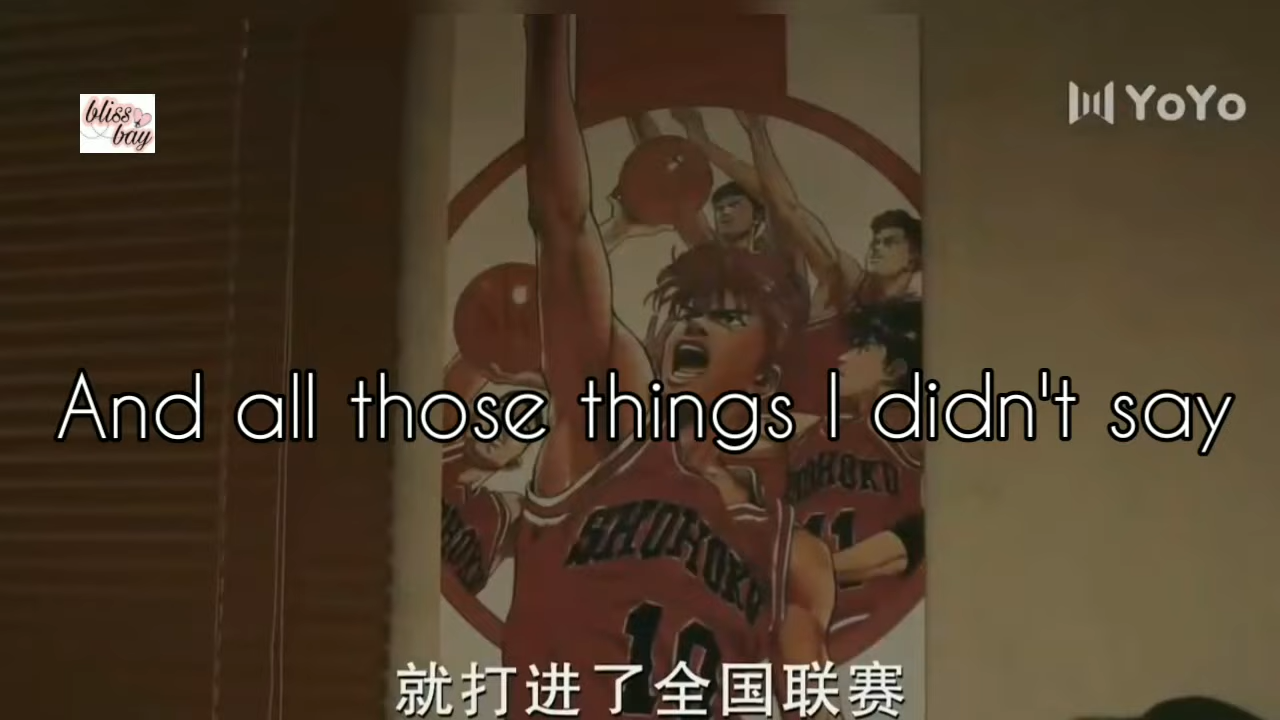 bliss
bay
YoYo
And all those things I didn't say
SHOHOKU
10
SHOHOKU
11
就打进了全国联赛